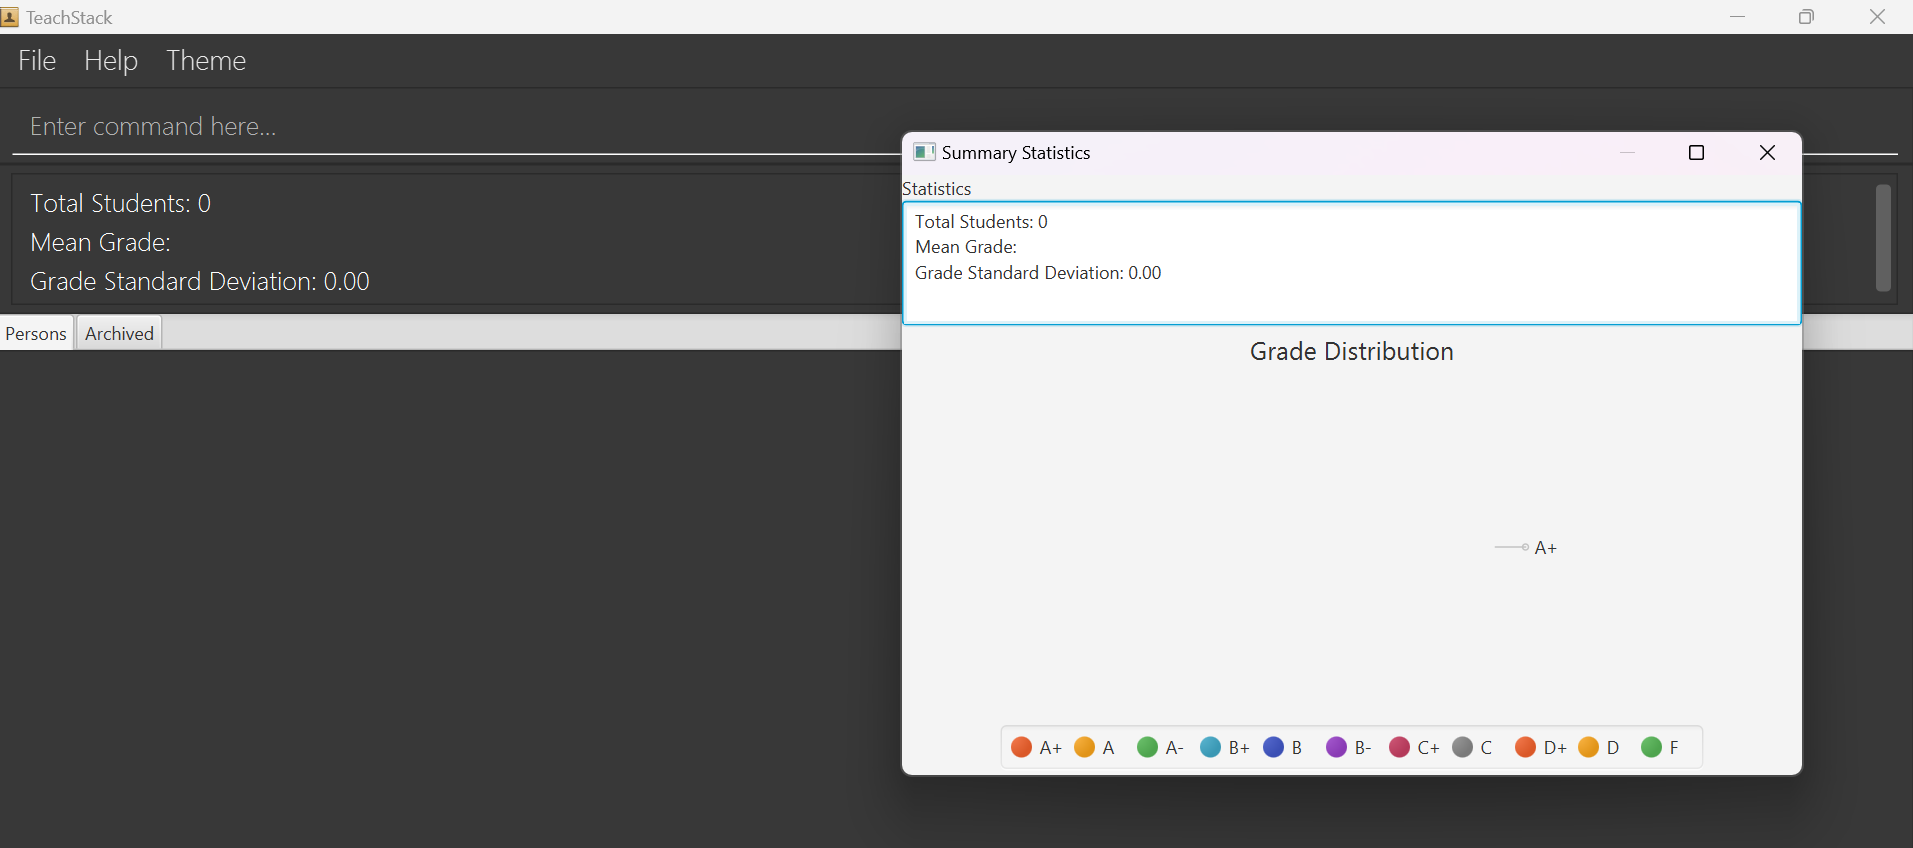 TeachStack
File Help Theme
Enter command here...
Total Students: 0
Mean Grade:
Grade Standard Deviation: 0.00
Persons Archived
Summary Statistics
Statistics
Total Students: 0
Mean Grade:
Grade Standard Deviation: 0.00
Grade Distribution
A+
A+ A A- B+ B B- C+ C D+ D F